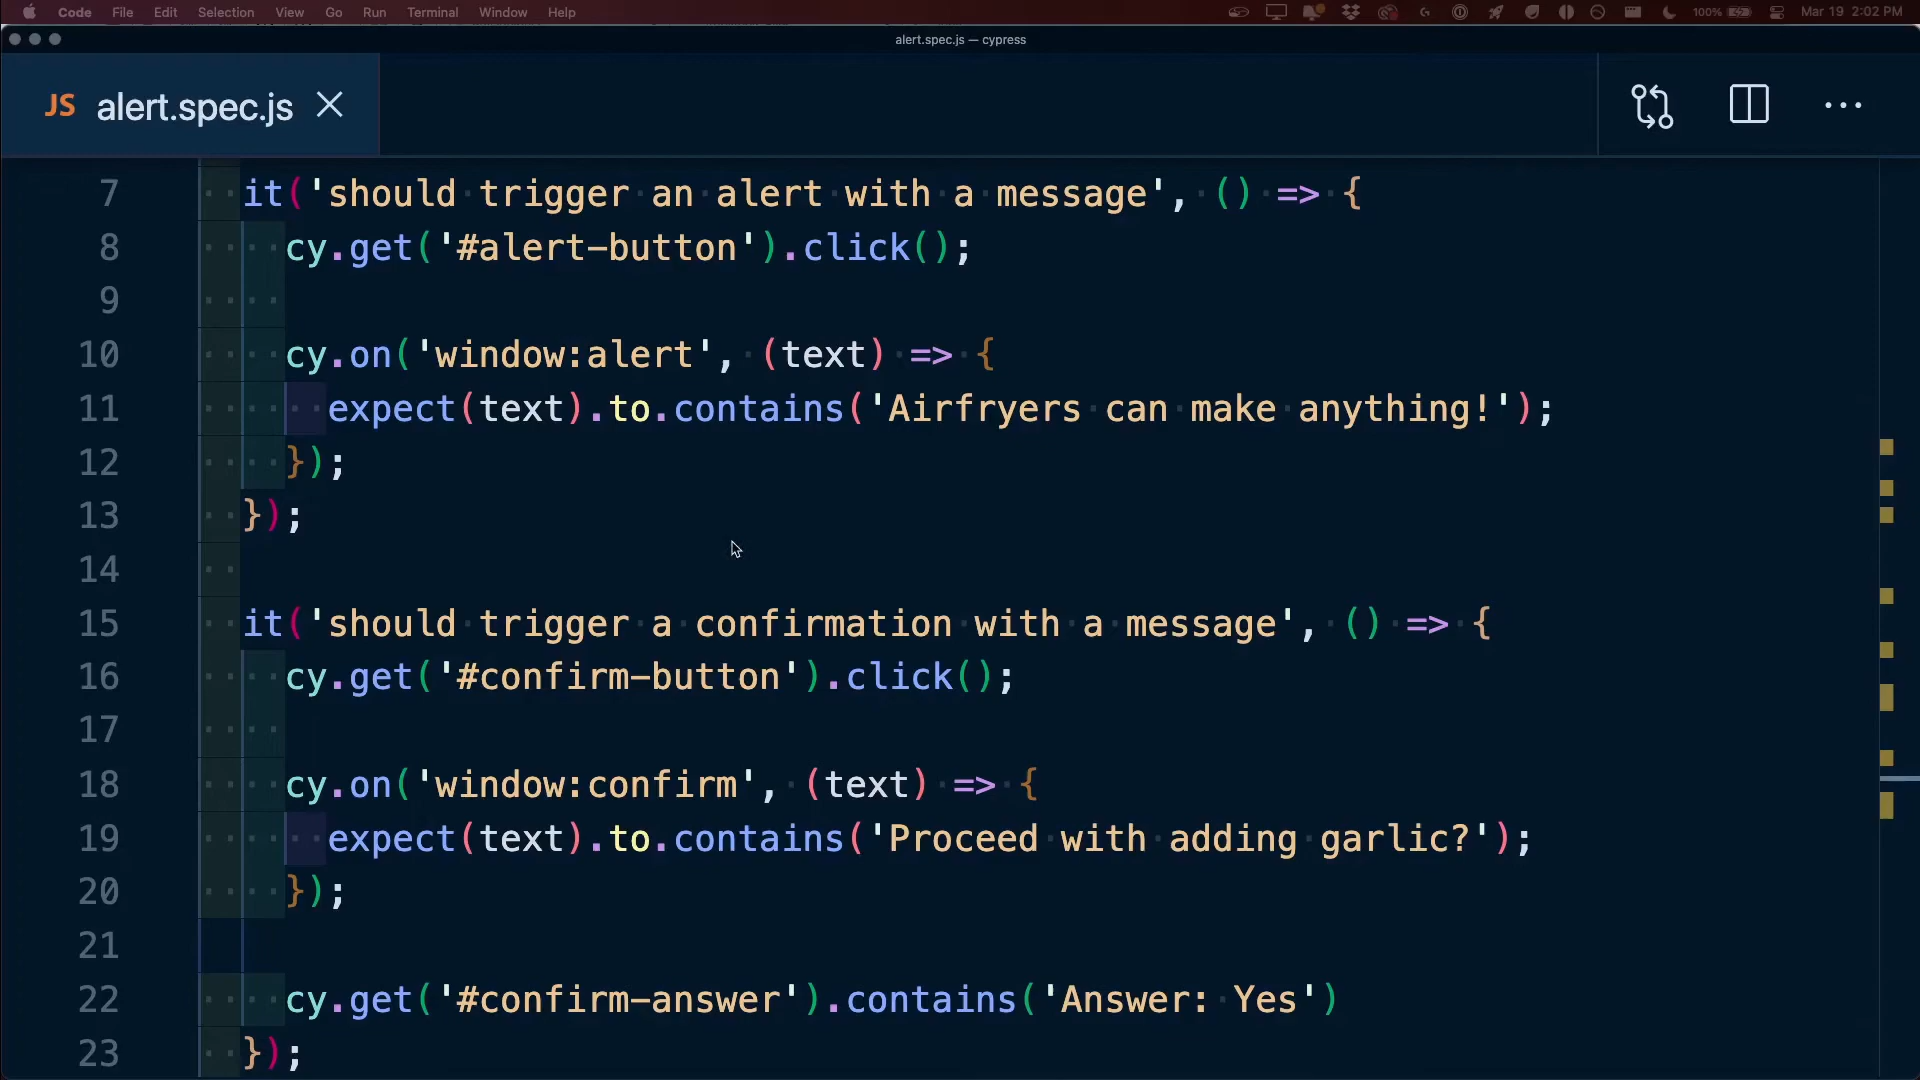 Code File Edit Selection View Go Run Terminal Window Help 100% Mar 19 2:02 PM
alert.spec.js — cypress
JS alert.spec.js
7 it('should trigger an alert with a message', () => {
8 cy.get('#alert-button').click();
9
10 cy.on('window:alert', (text) => {
11 expect(text).to.contains('Airfryers can make anything!');
12 });
13 });
14
15 it('should trigger a confirmation with a message', () => {
16 cy.get('#confirm-button').click();
17
18 cy.on('window:confirm', (text) => {
19 expect(text).to.contains('Proceed with adding garlic?');
20 });
21
22 cy.get('#confirm-answer').contains('Answer: Yes')
23 });